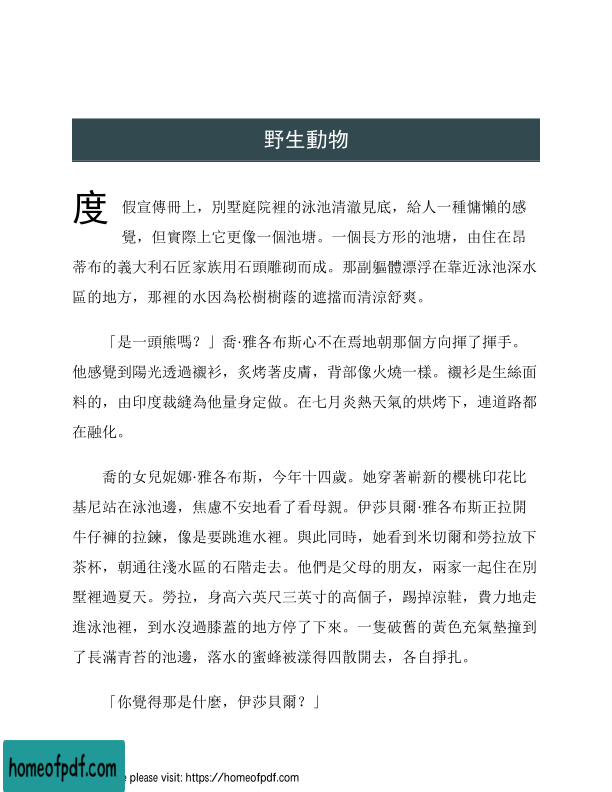 野生動物
度假宣傳冊上，別墅庭院裡的泳池清澈見底，給人一種慵懶的感
覺，但實際上它更像一個池塘。一個長方形的池塘，由住在昂
蒂布的義大利石匠家族用石頭雕砌而成。那副軀體漂浮在靠近泳池深水
區的地方，那裡的水因為松樹樹蔭的遮擋而清涼舒爽。
「是一頭熊嗎？」喬·雅各布斯心不在焉地朝那個方向揮了揮手。
他感覺到陽光透過襯衫，炙烤著皮膚，背部像火燒一樣。襯衫是生絲面
料的，由印度裁縫為他量身定做。在七月炎熱天氣的烘烤下，連道路都
在融化。
喬的女兒妮娜·雅各布斯，今年十四歲。她穿著嶄新的櫻桃印花比
基尼站在泳池邊，焦慮不安地看了看母親。伊莎貝爾·雅各布斯正拉開
牛仔褲的拉鍊，像是要跳進水裡。與此同時，她看到米切爾和勞拉放下
茶杯，朝通往淺水區的石階走去。他們是父母的朋友，兩家一起住在別
墅裡過夏天。勞拉，身高六英尺三英寸的高個子，踢掉涼鞋，費力地走
進泳池裡，到水沒過膝蓋的地方停了下來。一隻破舊的黃色充氣墊撞到
了長滿青苔的池邊，落水的蜜蜂被漾得四散開去，各自掙扎。
「你覺得那是什麼，伊莎貝爾？」
homeofpdf.com
please visit: https://homeofpdf.com